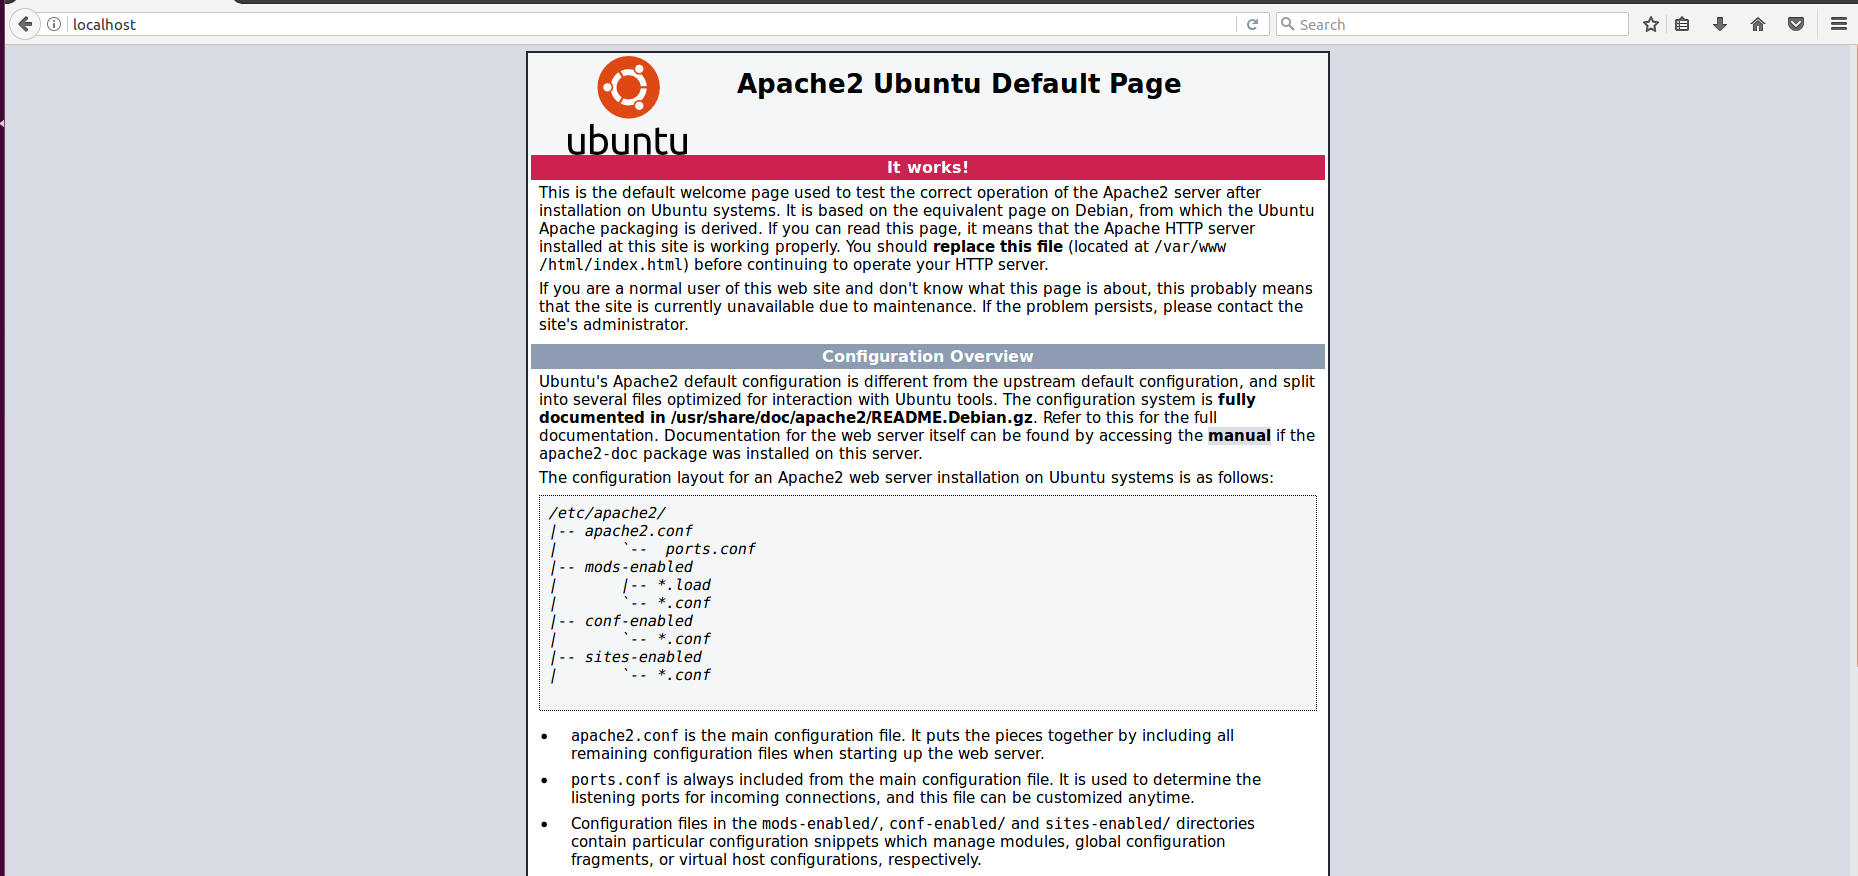 localhost
Search
ubuntu
Apache2 Ubuntu Default Page
It works!
This is the default welcome page used to test the correct operation of the Apache2 server after
installation on Ubuntu systems. It is based on the equivalent page on Debian, from which the Ubuntu
Apache packaging is derived. If you can read this page, it means that the Apache HTTP server
installed at this site is working properly. You should replace this file (located at /var/www
/html/index.html) before continuing to operate your HTTP server.
If you are a normal user of this web site and don't know what this page is about, this probably means
that the site is currently unavailable due to maintenance. If the problem persists, please contact the
site's administrator.
Configuration Overview
Ubuntu's Apache2 default configuration is different from the upstream default configuration, and split
into several files optimized for interaction with Ubuntu tools. The configuration system is fully
documented in /usr/share/doc/apache2/README.Debian.gz. Refer to this for the full
documentation. Documentation for the web server itself can be found by accessing the manual if the
apache2-doc package was installed on this server.
The configuration layout for an Apache2 web server installation on Ubuntu systems is as follows:
/etc/apache2/
|-- apache2.conf
|       `--  ports.conf
|-- mods-enabled
|       |-- *.load
|       `-- *.conf
|-- conf-enabled
|       `-- *.conf
|-- sites-enabled
|       `-- *.conf
• apache2.conf is the main configuration file. It puts the pieces together by including all
remaining configuration files when starting up the web server.
• ports.conf is always included from the main configuration file. It is used to determine the
listening ports for incoming connections, and this file can be customized anytime.
• Configuration files in the mods-enabled/, conf-enabled/ and sites-enabled/ directories
contain particular configuration snippets which manage modules, global configuration
fragments, or virtual host configurations, respectively.